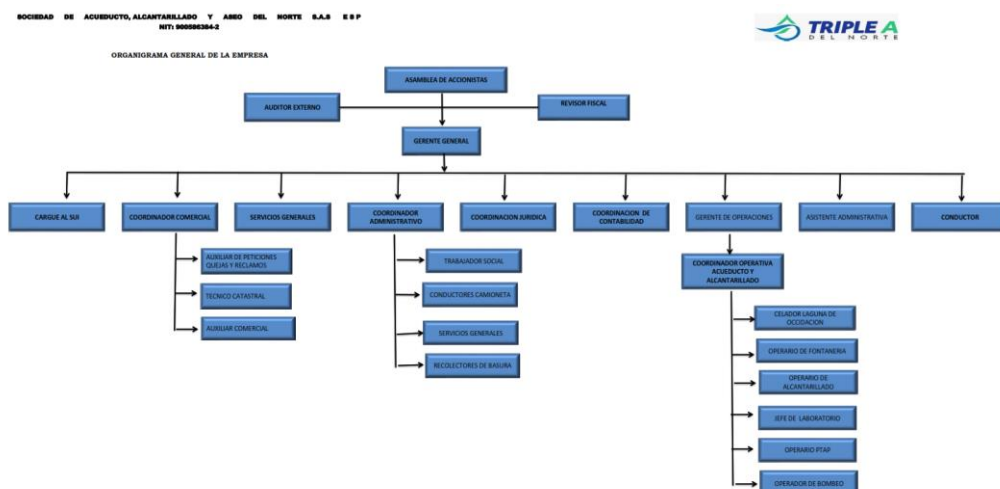 SOCIEDAD DE ACUEDUCTO, ALCANTARILLADO Y ASEO DEL NORTE S.A.S E S P
NIT: 900586384-2
TRIPLE A
DEL NORTE
ORGANIGRAMA GENERAL DE LA EMPRESA
ASAMBLEA DE ACCIONISTAS
AUDITOR EXTERNO
REVISOR FISCAL
GERENTE GENERAL
CARGUE AL SUI
COORDINADOR COMERCIAL
SERVICIOS GENERALES
COORDINADOR
ADMINISTRATIVO
COORDINACION JURIDICA
COORDINACION DE
CONTABILIDAD
GERENTE DE OPERACIONES
ASISTENTE ADMINISTRATIVA
CONDUCTOR
AUXILIAR DE PETICIONES
QUEJAS Y RECLAMOS
TECNICO CATASTRAL
AUXILIAR COMERCIAL
TRABAJADOR SOCIAL
CONDUCTORES CAMIONETA
SERVICIOS GENERALES
RECOLECTORES DE BASURA
COORDINADOR OPERATIVA
ACUEDUCTO Y
ALCANTARILLADO
CELADOR LAGUNA DE
OCCIDACION
OPERARIO DE FONTANERIA
OPERARIO DE
ALCANTARILLADO
JEFE DE LABORATORIO
OPERARIO PTAP
OPERADOR DE BOMBEO